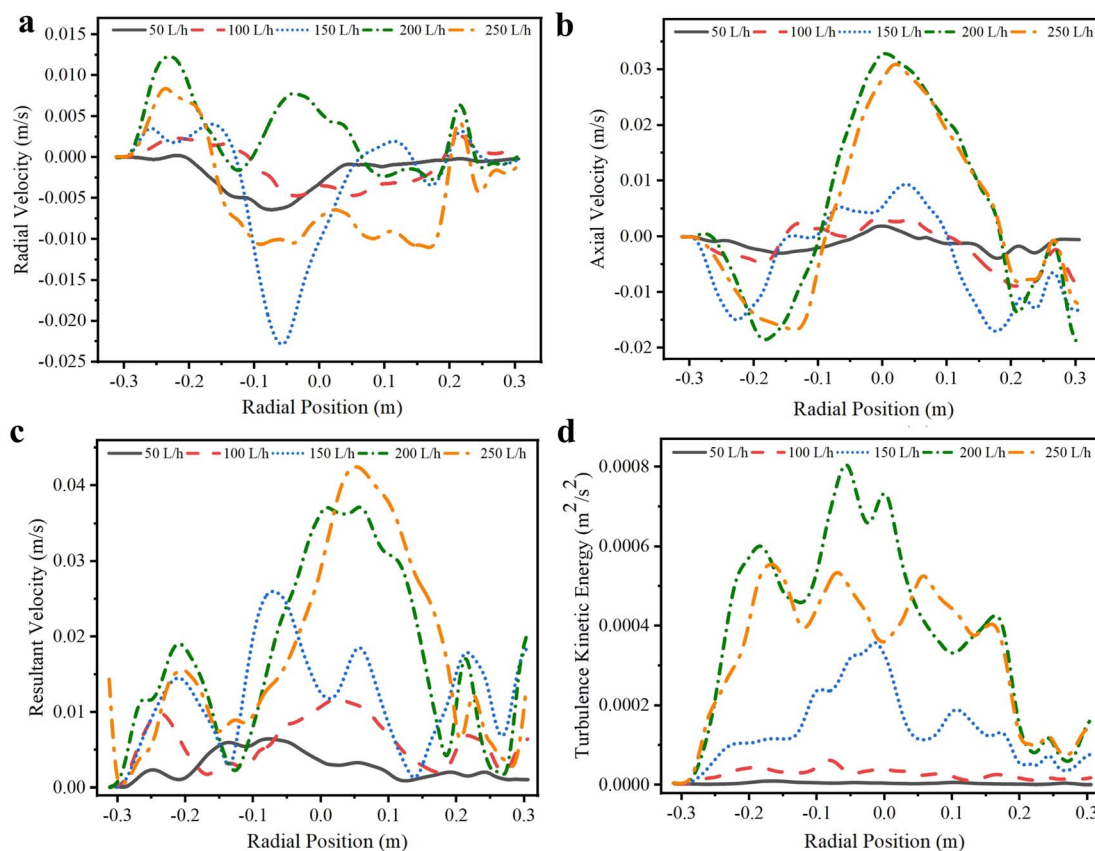 a
50 L/h 100 L/h 150 L/h 200 L/h 250 L/h
0.015
0.010
0.005
0.000
-0.005
-0.010
-0.015
-0.020
-0.025
Radial Velocity (m/s)
-0.3 -0.2 -0.1 0.0 0.1 0.2 0.3
Radial Position (m)
b
50 L/h 100 L/h 150 L/h 200 L/h 250 L/h
0.03
0.02
0.01
0.00
-0.01
-0.02
Axial Velocity (m/s)
-0.3 -0.2 -0.1 0.0 0.1 0.2 0.3
Radial Position (m)
c
50 L/h 100 L/h 150 L/h 200 L/h 250 L/h
0.04
0.03
0.02
0.01
0.00
Resultant Velocity (m/s)
-0.3 -0.2 -0.1 0.0 0.1 0.2 0.3
Radial Position (m)
d
50 L/h 100 L/h 150 L/h 200 L/h 250 L/h
0.0008
0.0006
0.0004
0.0002
0.0000
Turbulence Kinetic Energy (m²/s²)
-0.3 -0.2 -0.1 0.0 0.1 0.2 0.3
Radial Position (m)